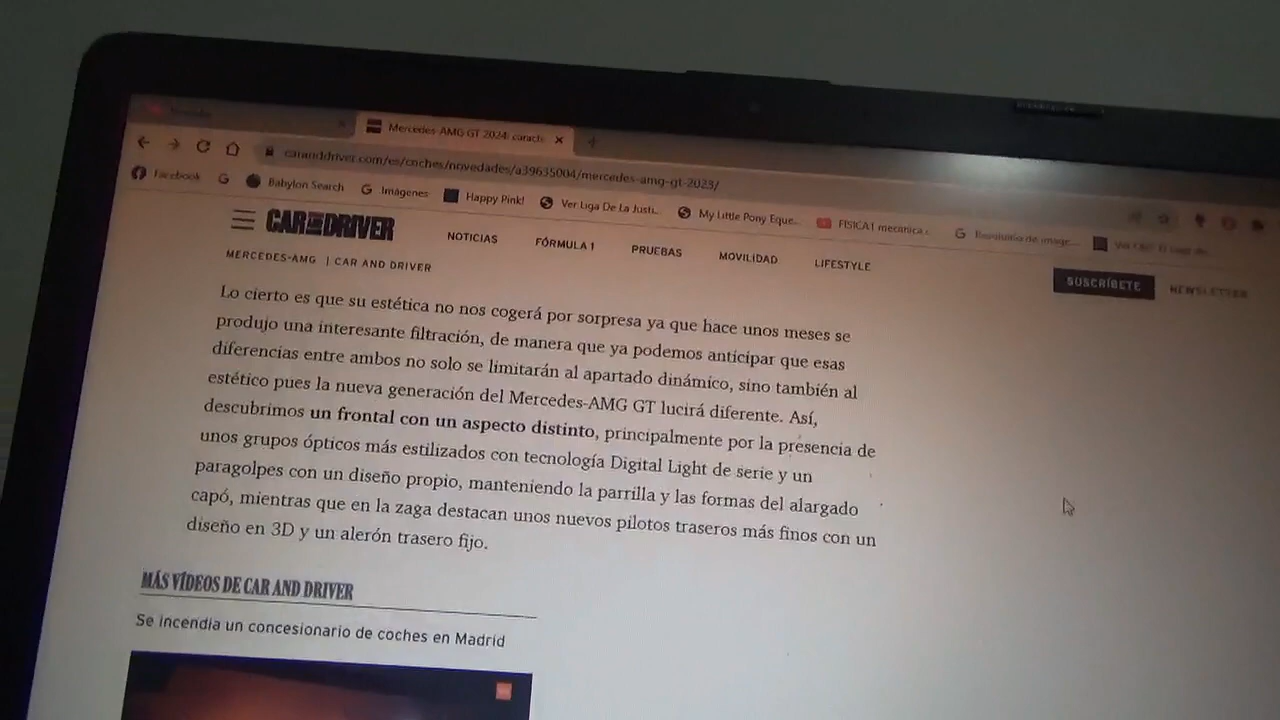 Mercedes-AMG GT 2024: caracte
caranddriver.com/es/coches/novedades/a39635004/mercedes-amg-gt-2023/
Facebook
Babylon Search
Imágenes
Happy Pink!
Ver Liga De La Justi...
My Little Pony Eque...
FISICA1 mecanica
CAR AND DRIVER
NOTICIAS
FÓRMULA 1
PRUEBAS
MOVILIDAD
LIFESTYLE
SUSCRÍBETE
NEWSLETTER
MERCEDES-AMG | CAR AND DRIVER
Lo cierto es que su estética no nos cogerá por sorpresa ya que hace unos meses se
produjo una interesante filtración, de manera que ya podemos anticipar que esas
diferencias entre ambos no solo se limitarán al apartado dinámico, sino también al
estético pues la nueva generación del Mercedes-AMG GT lucirá diferente. Así,
descubrimos un frontal con un aspecto distinto, principalmente por la presencia de
unos grupos ópticos más estilizados con tecnología Digital Light de serie y un
paragolpes con un diseño propio, manteniendo la parrilla y las formas del alargado
capó, mientras que en la zaga destacan unos nuevos pilotos traseros más finos con un
diseño en 3D y un alerón trasero fijo.
MÁS VÍDEOS DE CAR AND DRIVER
Se incendia un concesionario de coches en Madrid